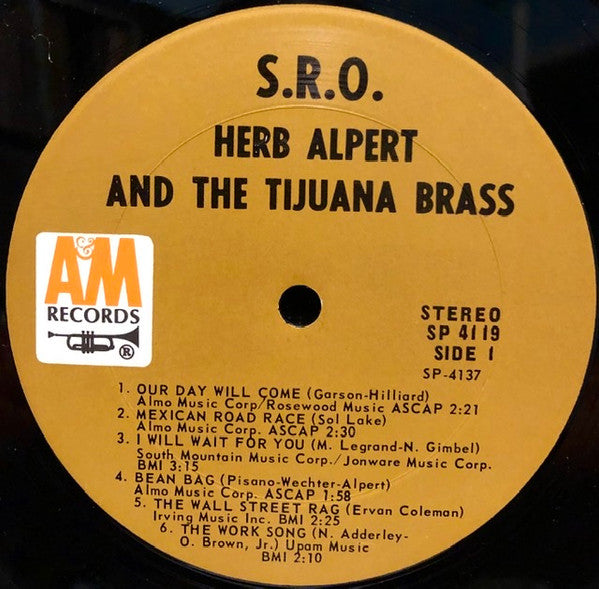 S.R.O.
HERB ALPERT
AND THE TIJUANA BRASS
A&M
RECORDS
®
STEREO
SP 4119
SIDE 1
SP-4137
1. OUR DAY WILL COME (Garson-Hilliard)
Almo Music Corp/Rosewood Music ASCAP 2:21
2. MEXICAN ROAD RACE (Sol Lake)
Almo Music Corp. ASCAP 2:30
3. I WILL WAIT FOR YOU (M. Legrand-N. Gimbel)
South Mountain Music Corp./Jonware Music Corp.
BMI 3:15
4. BEAN BAG (Pisano-Wechter-Alpert)
Almo Music Corp. ASCAP 1:58
5. THE WALL STREET RAG (Ervan Coleman)
Irving Music Inc. BMI 2:25
6. THE WORK SONG (N. Adderley-
O. Brown, Jr.) Upam Music
BMI 2:10